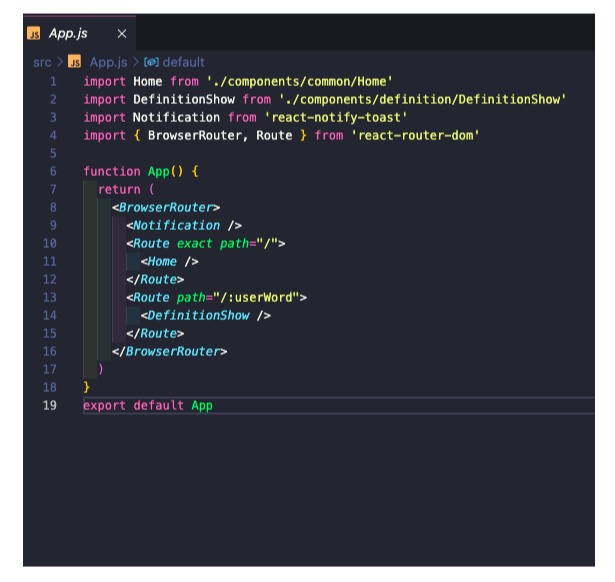 JS App.js ×
src > JS App.js > default
1 import Home from './components/common/Home'
2 import DefinitionShow from './components/definition/DefinitionShow'
3 import Notification from 'react-notify-toast'
4 import { BrowserRouter, Route } from 'react-router-dom'
5
6 function App() {
7   return (
8     <BrowserRouter>
9       <Notification />
10       <Route exact path="/">
11         <Home />
12       </Route>
13       <Route path="/:userWord">
14         <DefinitionShow />
15       </Route>
16     </BrowserRouter>
17   )
18 }
19 export default App